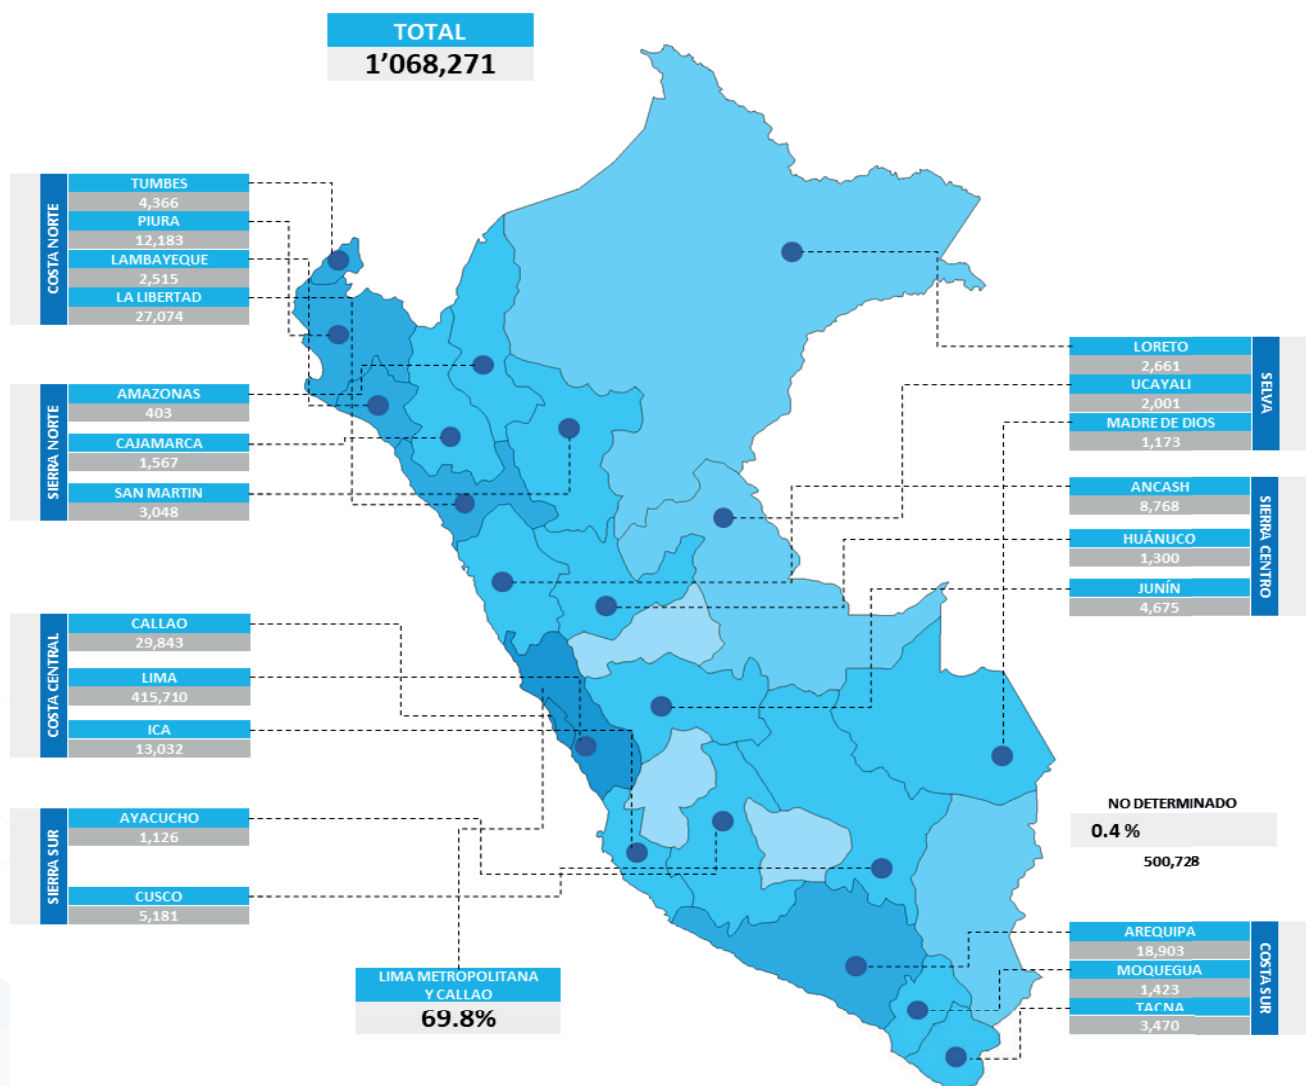 TOTAL
1’068,271
COSTA NORTE
TUMBES
4,366
PIURA
12,183
LAMBAYEQUE
2,515
LA LIBERTAD
27,074
SIERRA NORTE
AMAZONAS
403
CAJAMARCA
1,567
SAN MARTIN
3,048
COSTA CENTRAL
CALLAO
29,843
LIMA
415,710
ICA
13,032
SIERRA SUR
AYACUCHO
1,126
CUSCO
5,181
LIMA METROPOLITANA
Y CALLAO
69.8%
LORETO
2,661
UCAYALI
2,001
MADRE DE DIOS
1,173
SELVA
ANCASH
8,768
HUÁNUCO
1,300
JUNÍN
4,675
SIERRA CENTRO
NO DETERMINADO
0.4 %
500,728
AREQUIPA
18,903
MOQUEGUA
1,423
TACNA
3,470
COSTA SUR